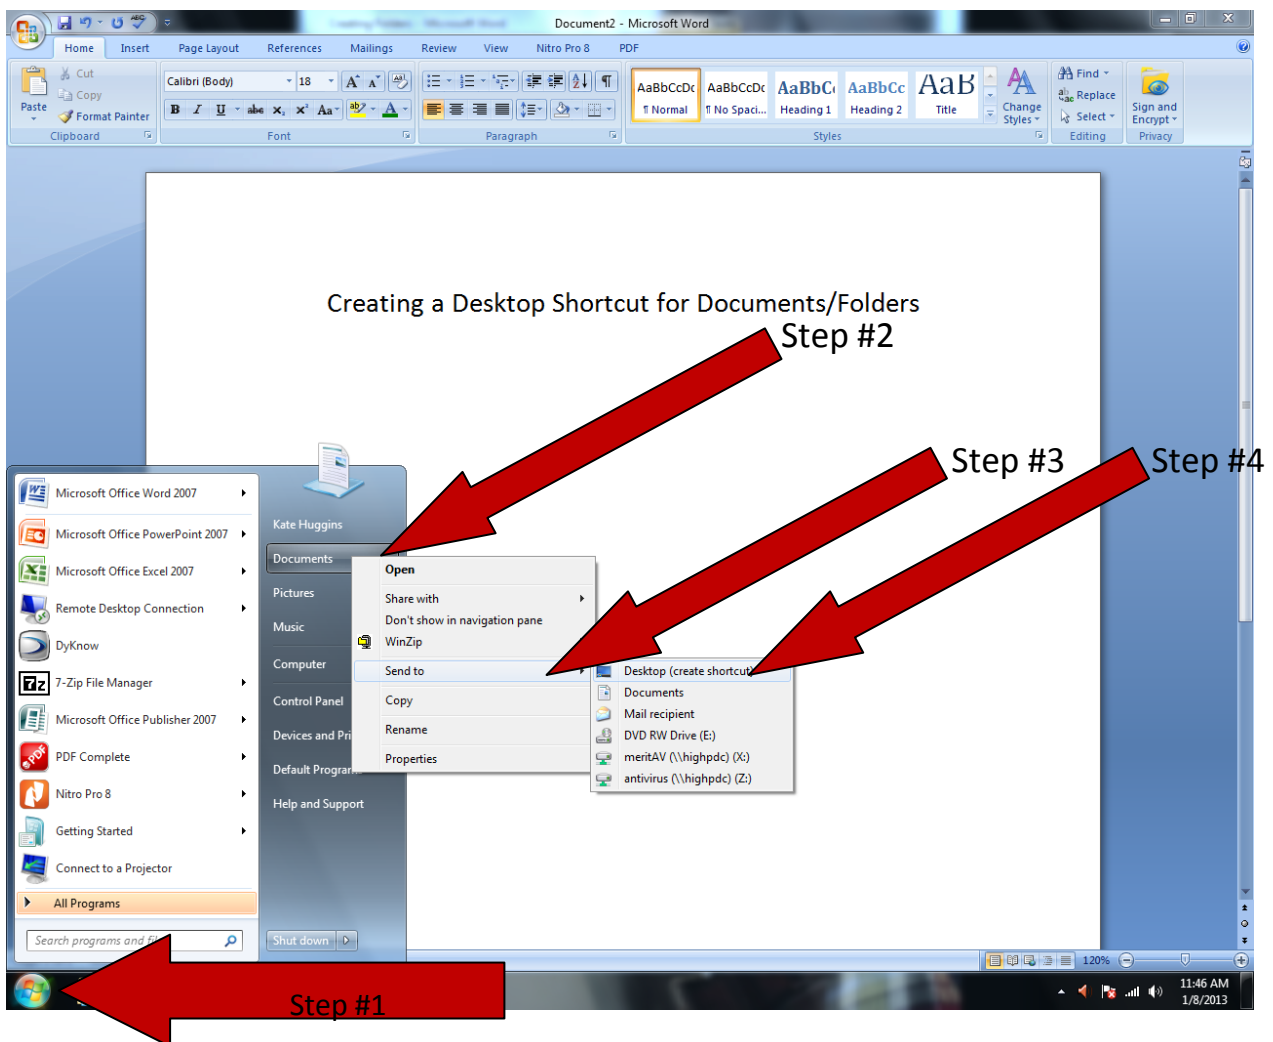 Document2 - Microsoft Word
Home Insert Page Layout References Mailings Review View Nitro Pro 8 PDF
Paste
Cut
Copy
Format Painter
Clipboard
Calibri (Body) 18
Font
Paragraph
AaBbCcDc AaBbCcDc AaBbC AaBbCc AaB
¶ Normal ¶ No Spaci... Heading 1 Heading 2 Title
Change Styles
Styles
Find
Replace
Select
Editing
Sign and Encrypt
Privacy
Creating a Desktop Shortcut for Documents/Folders
Step #2
Step #3
Step #4
Microsoft Office Word 2007
Microsoft Office PowerPoint 2007
Microsoft Office Excel 2007
Remote Desktop Connection
DyKnow
7-Zip File Manager
Microsoft Office Publisher 2007
PDF Complete
Nitro Pro 8
Getting Started
Connect to a Projector
All Programs
Search programs and
Kate Huggins
Documents
Pictures
Music
Computer
Control Panel
Devices and
Default
Help and Support
Shut down
Open
Share with
Don't show in navigation pane
WinZip
Send to
Copy
Rename
Properties
Desktop (create shortcut)
Documents
Mail recipient
DVD RW Drive (E:)
meritAV (\\highpdc) (X:)
antivirus (\\highpdc) (Z:)
120%
Step #1
11:46 AM
1/8/2013